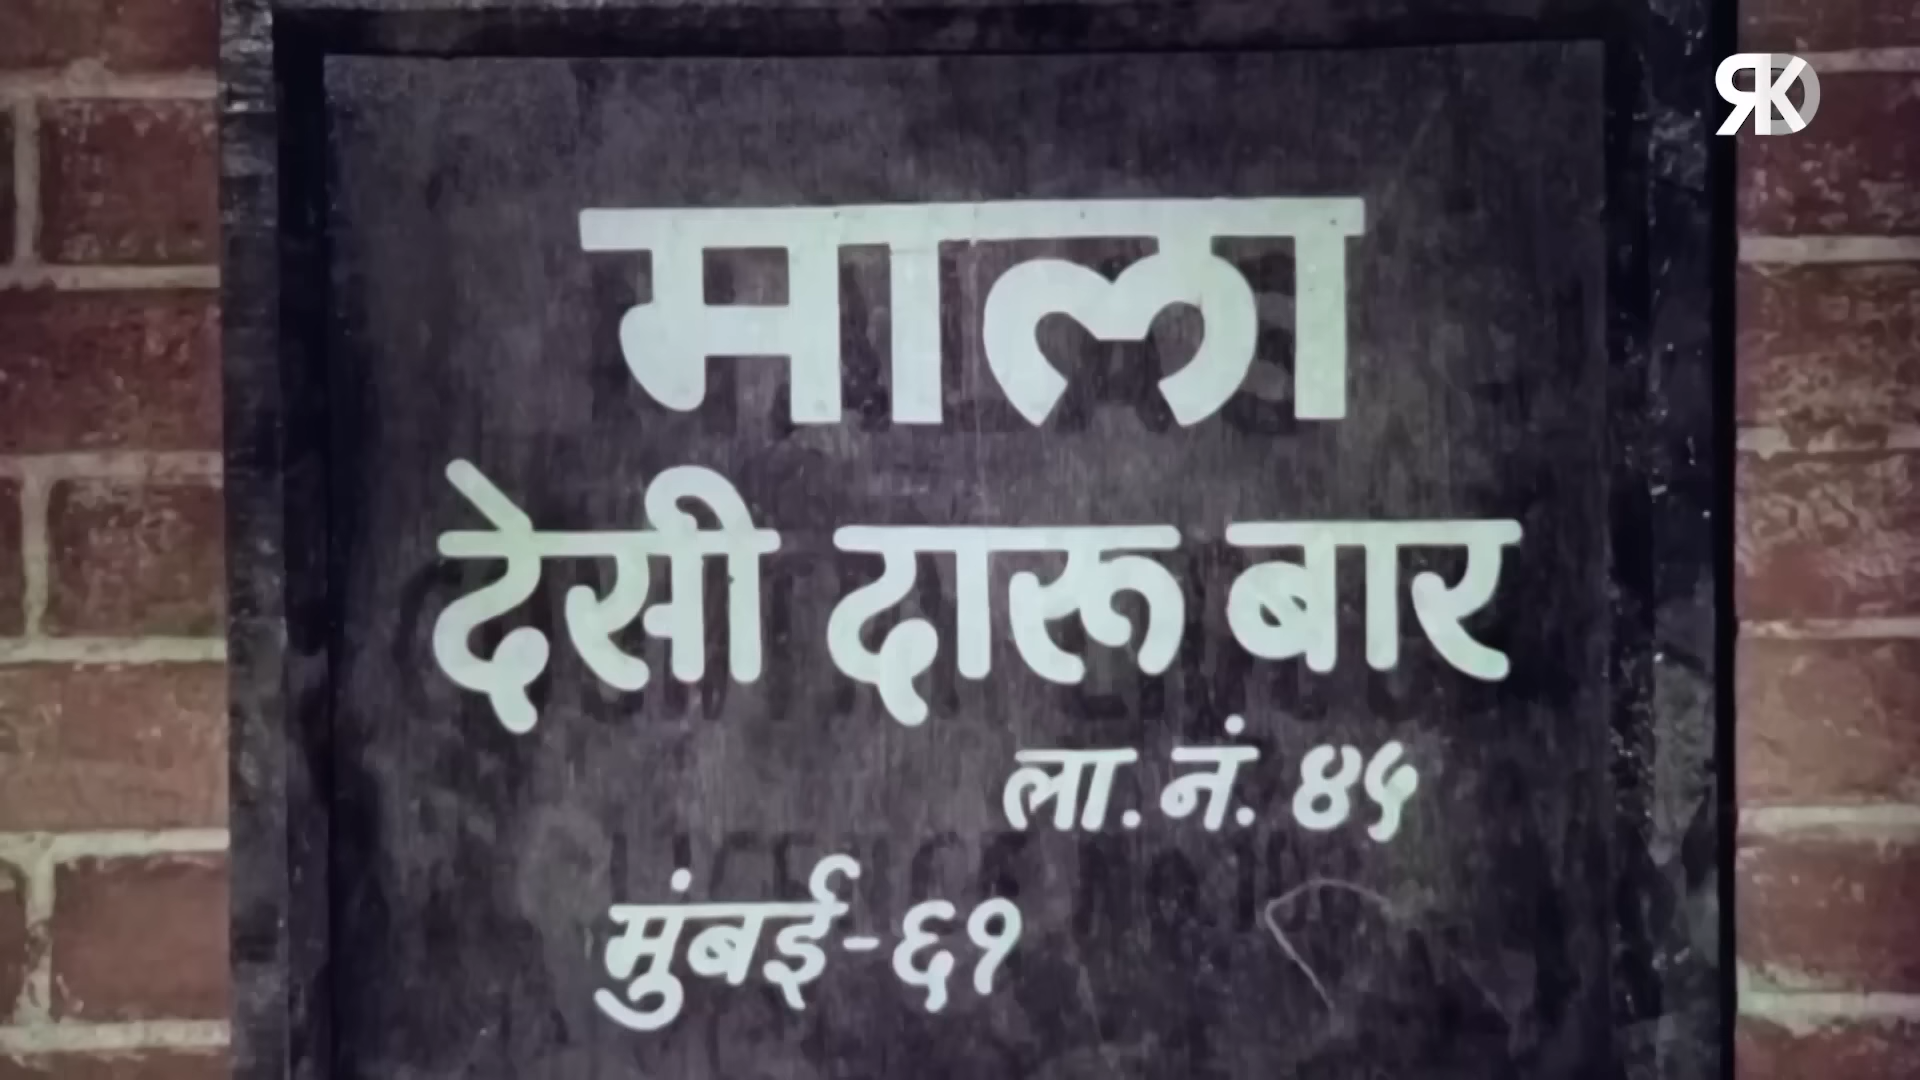 माला
देसी दारू बार
ला. नं. ४५
मुंबई-६१